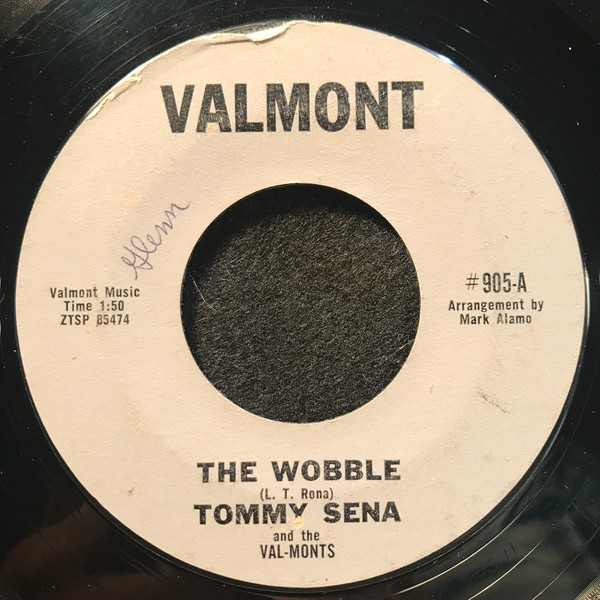 VALMONT
Glenn
Valmont Music
Time 1:50
ZTSP 85474
#905-A
Arrangement by
Mark Alamo
THE WOBBLE
(L. T. Rona)
TOMMY SENA
and the
VAL-MONTS